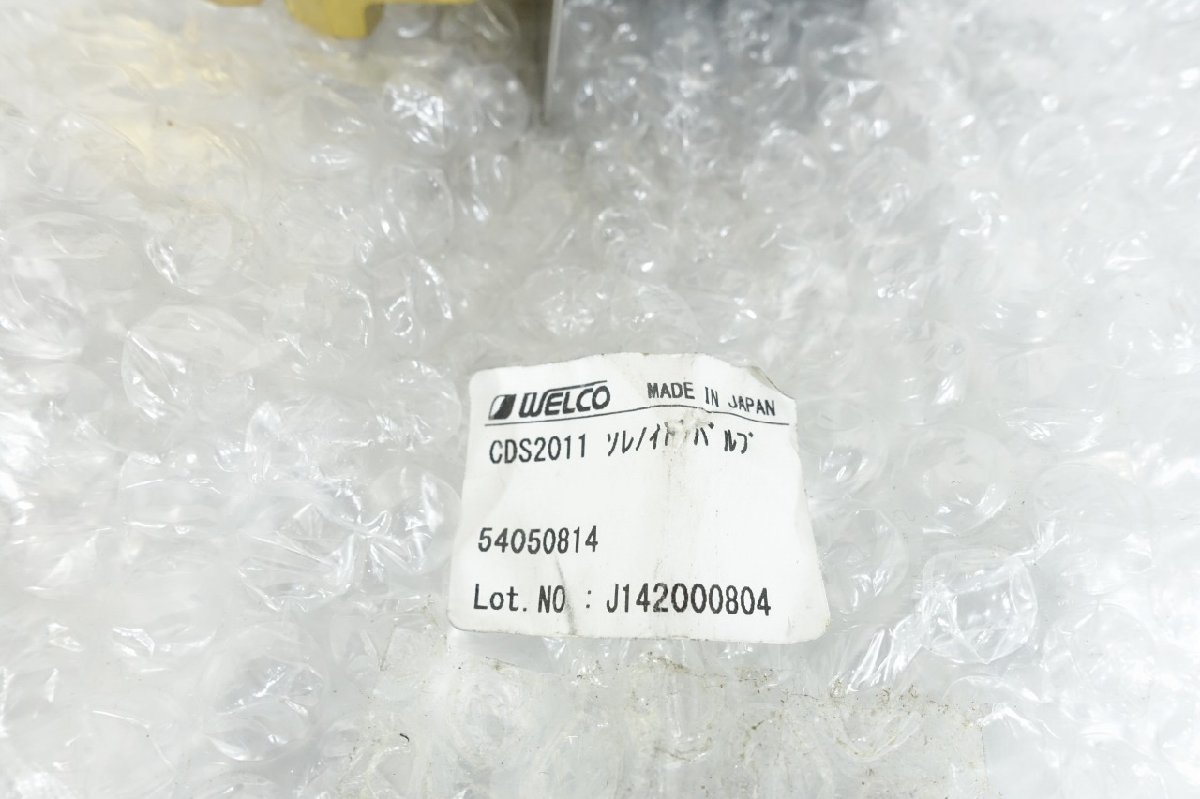 WELCO MADE IN JAPAN
CDS2011 ｿﾚﾉｲﾄﾞﾊﾞﾙﾌﾞ
54050814
Lot. NO : J142000804